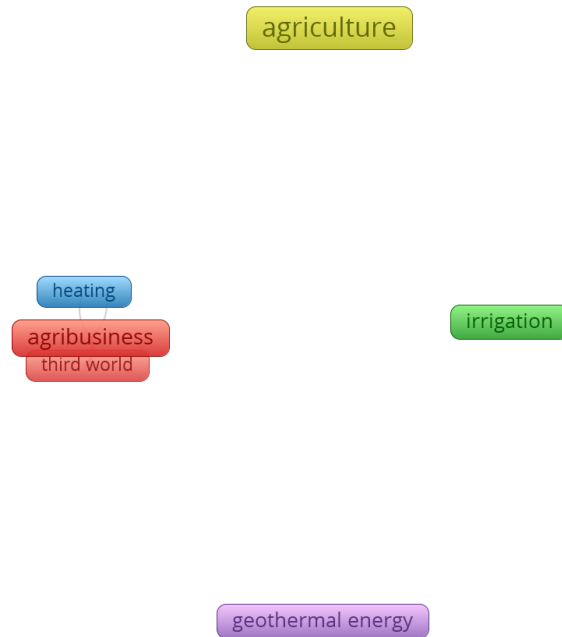 agriculture
heating
agribusiness
third world
irrigation
geothermal energy